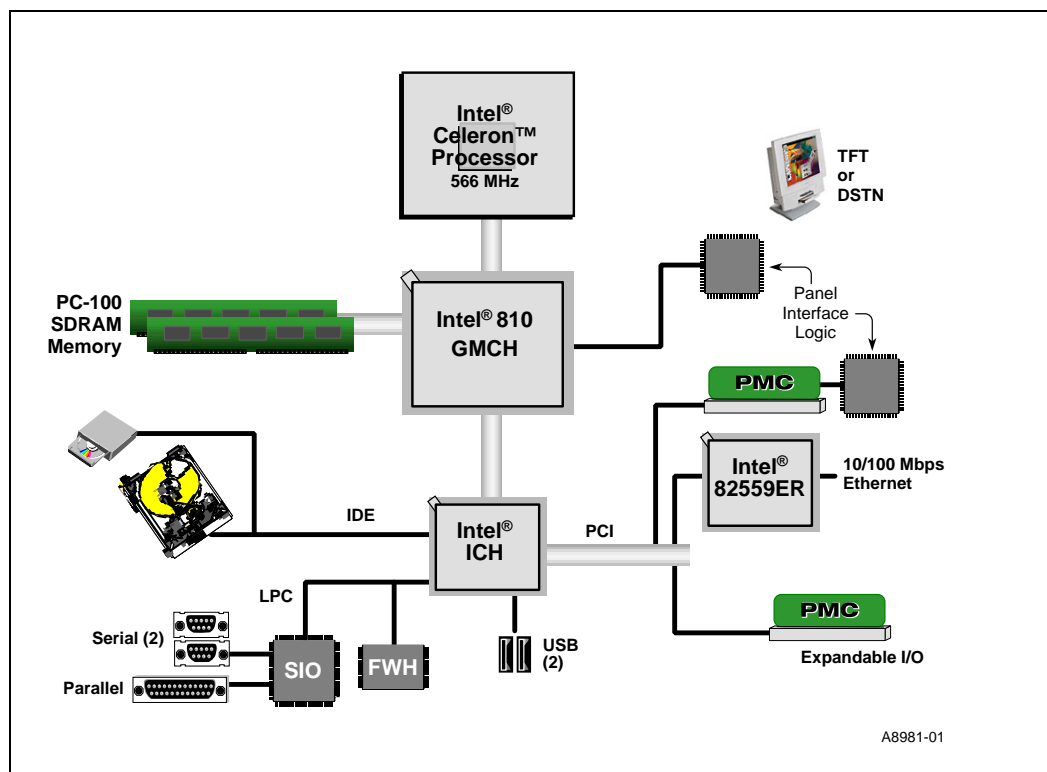 Intel®
Celeron™
Processor
566 MHz
TFT
or
DSTN
PC-100
SDRAM
Memory
Intel® 810
GMCH
Panel
Interface
Logic
PMC
Intel®
82559ER
10/100 Mbps
Ethernet
IDE
Intel®
ICH
PCI
LPC
Serial (2)
SIO
FWH
USB
(2)
PMC
Expandable I/O
Parallel
A8981-01